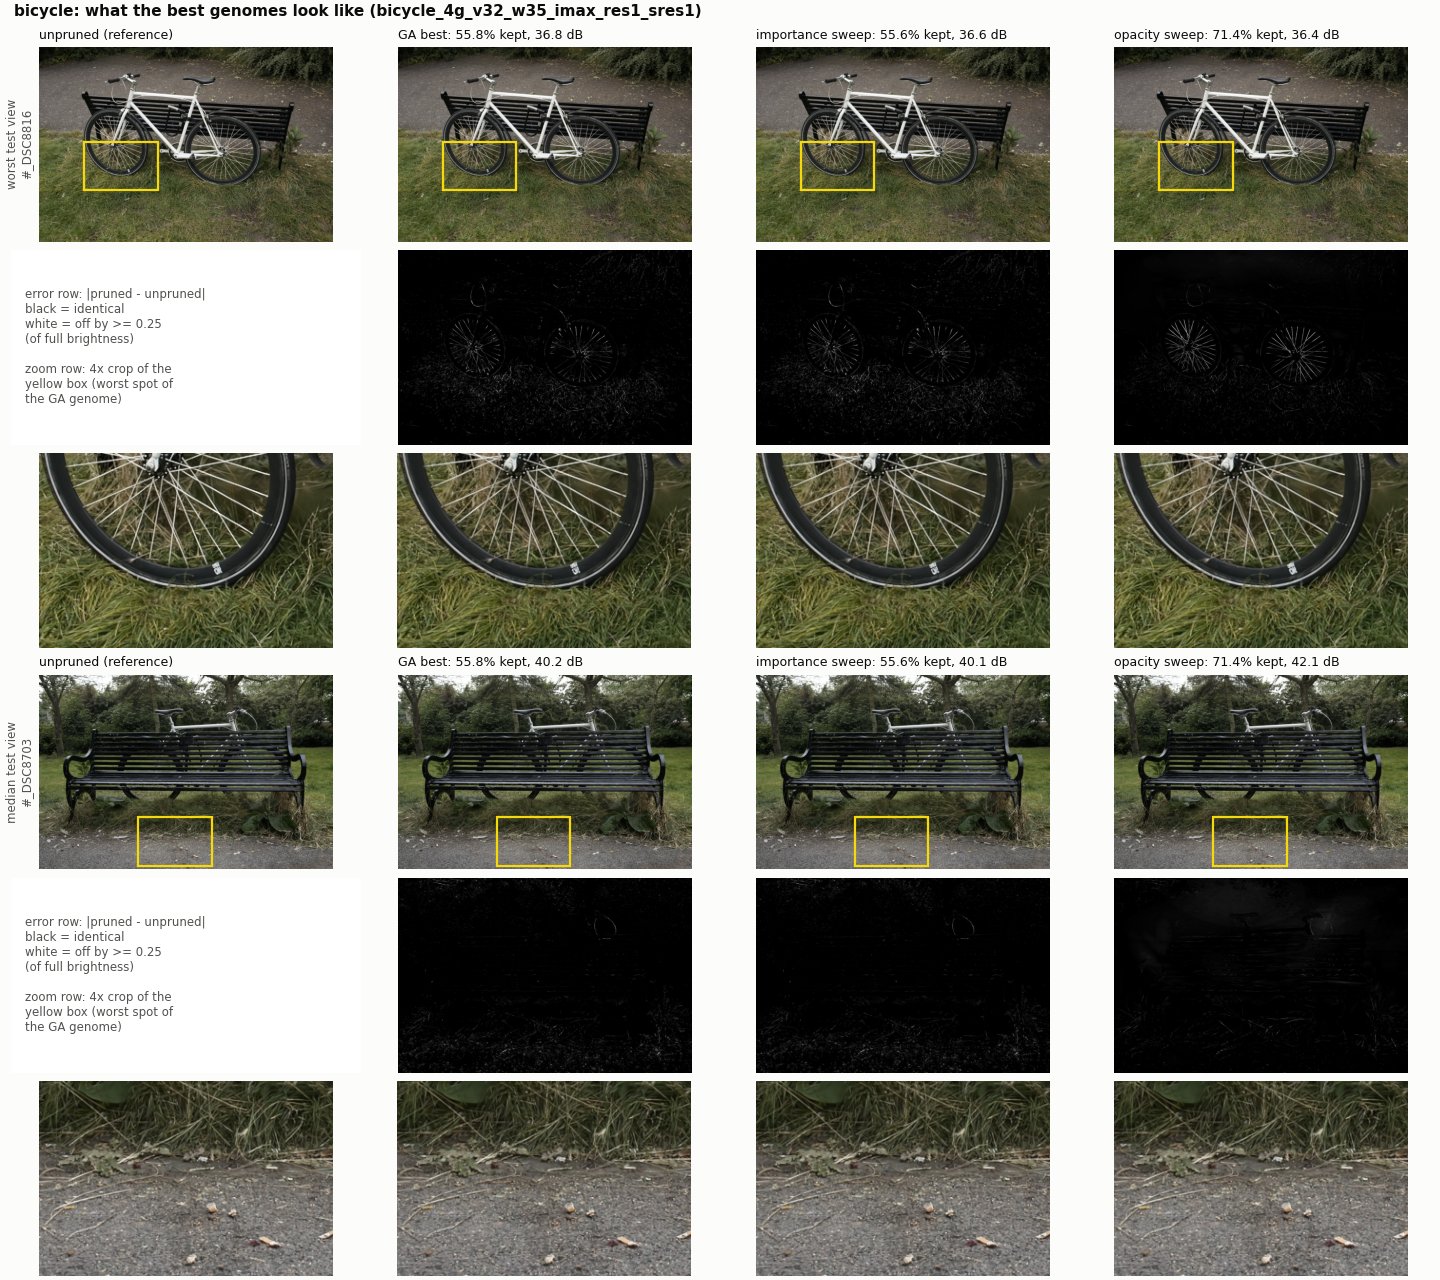 bicycle: what the best genomes look like (bicycle_4g_v32_w35_imax_res1_sres1)
unpruned (reference)
GA best: 55.8% kept, 36.8 dB
importance sweep: 55.6% kept, 36.6 dB
opacity sweep: 71.4% kept, 36.4 dB
worst test view
#_DSC8816
error row: |pruned - unpruned|
black = identical
white = off by >= 0.25
(of full brightness)
zoom row: 4x crop of the
yellow box (worst spot of
the GA genome)
unpruned (reference)
GA best: 55.8% kept, 40.2 dB
importance sweep: 55.6% kept, 40.1 dB
opacity sweep: 71.4% kept, 42.1 dB
median test view
#_DSC8703
error row: |pruned - unpruned|
black = identical
white = off by >= 0.25
(of full brightness)
zoom row: 4x crop of the
yellow box (worst spot of
the GA genome)